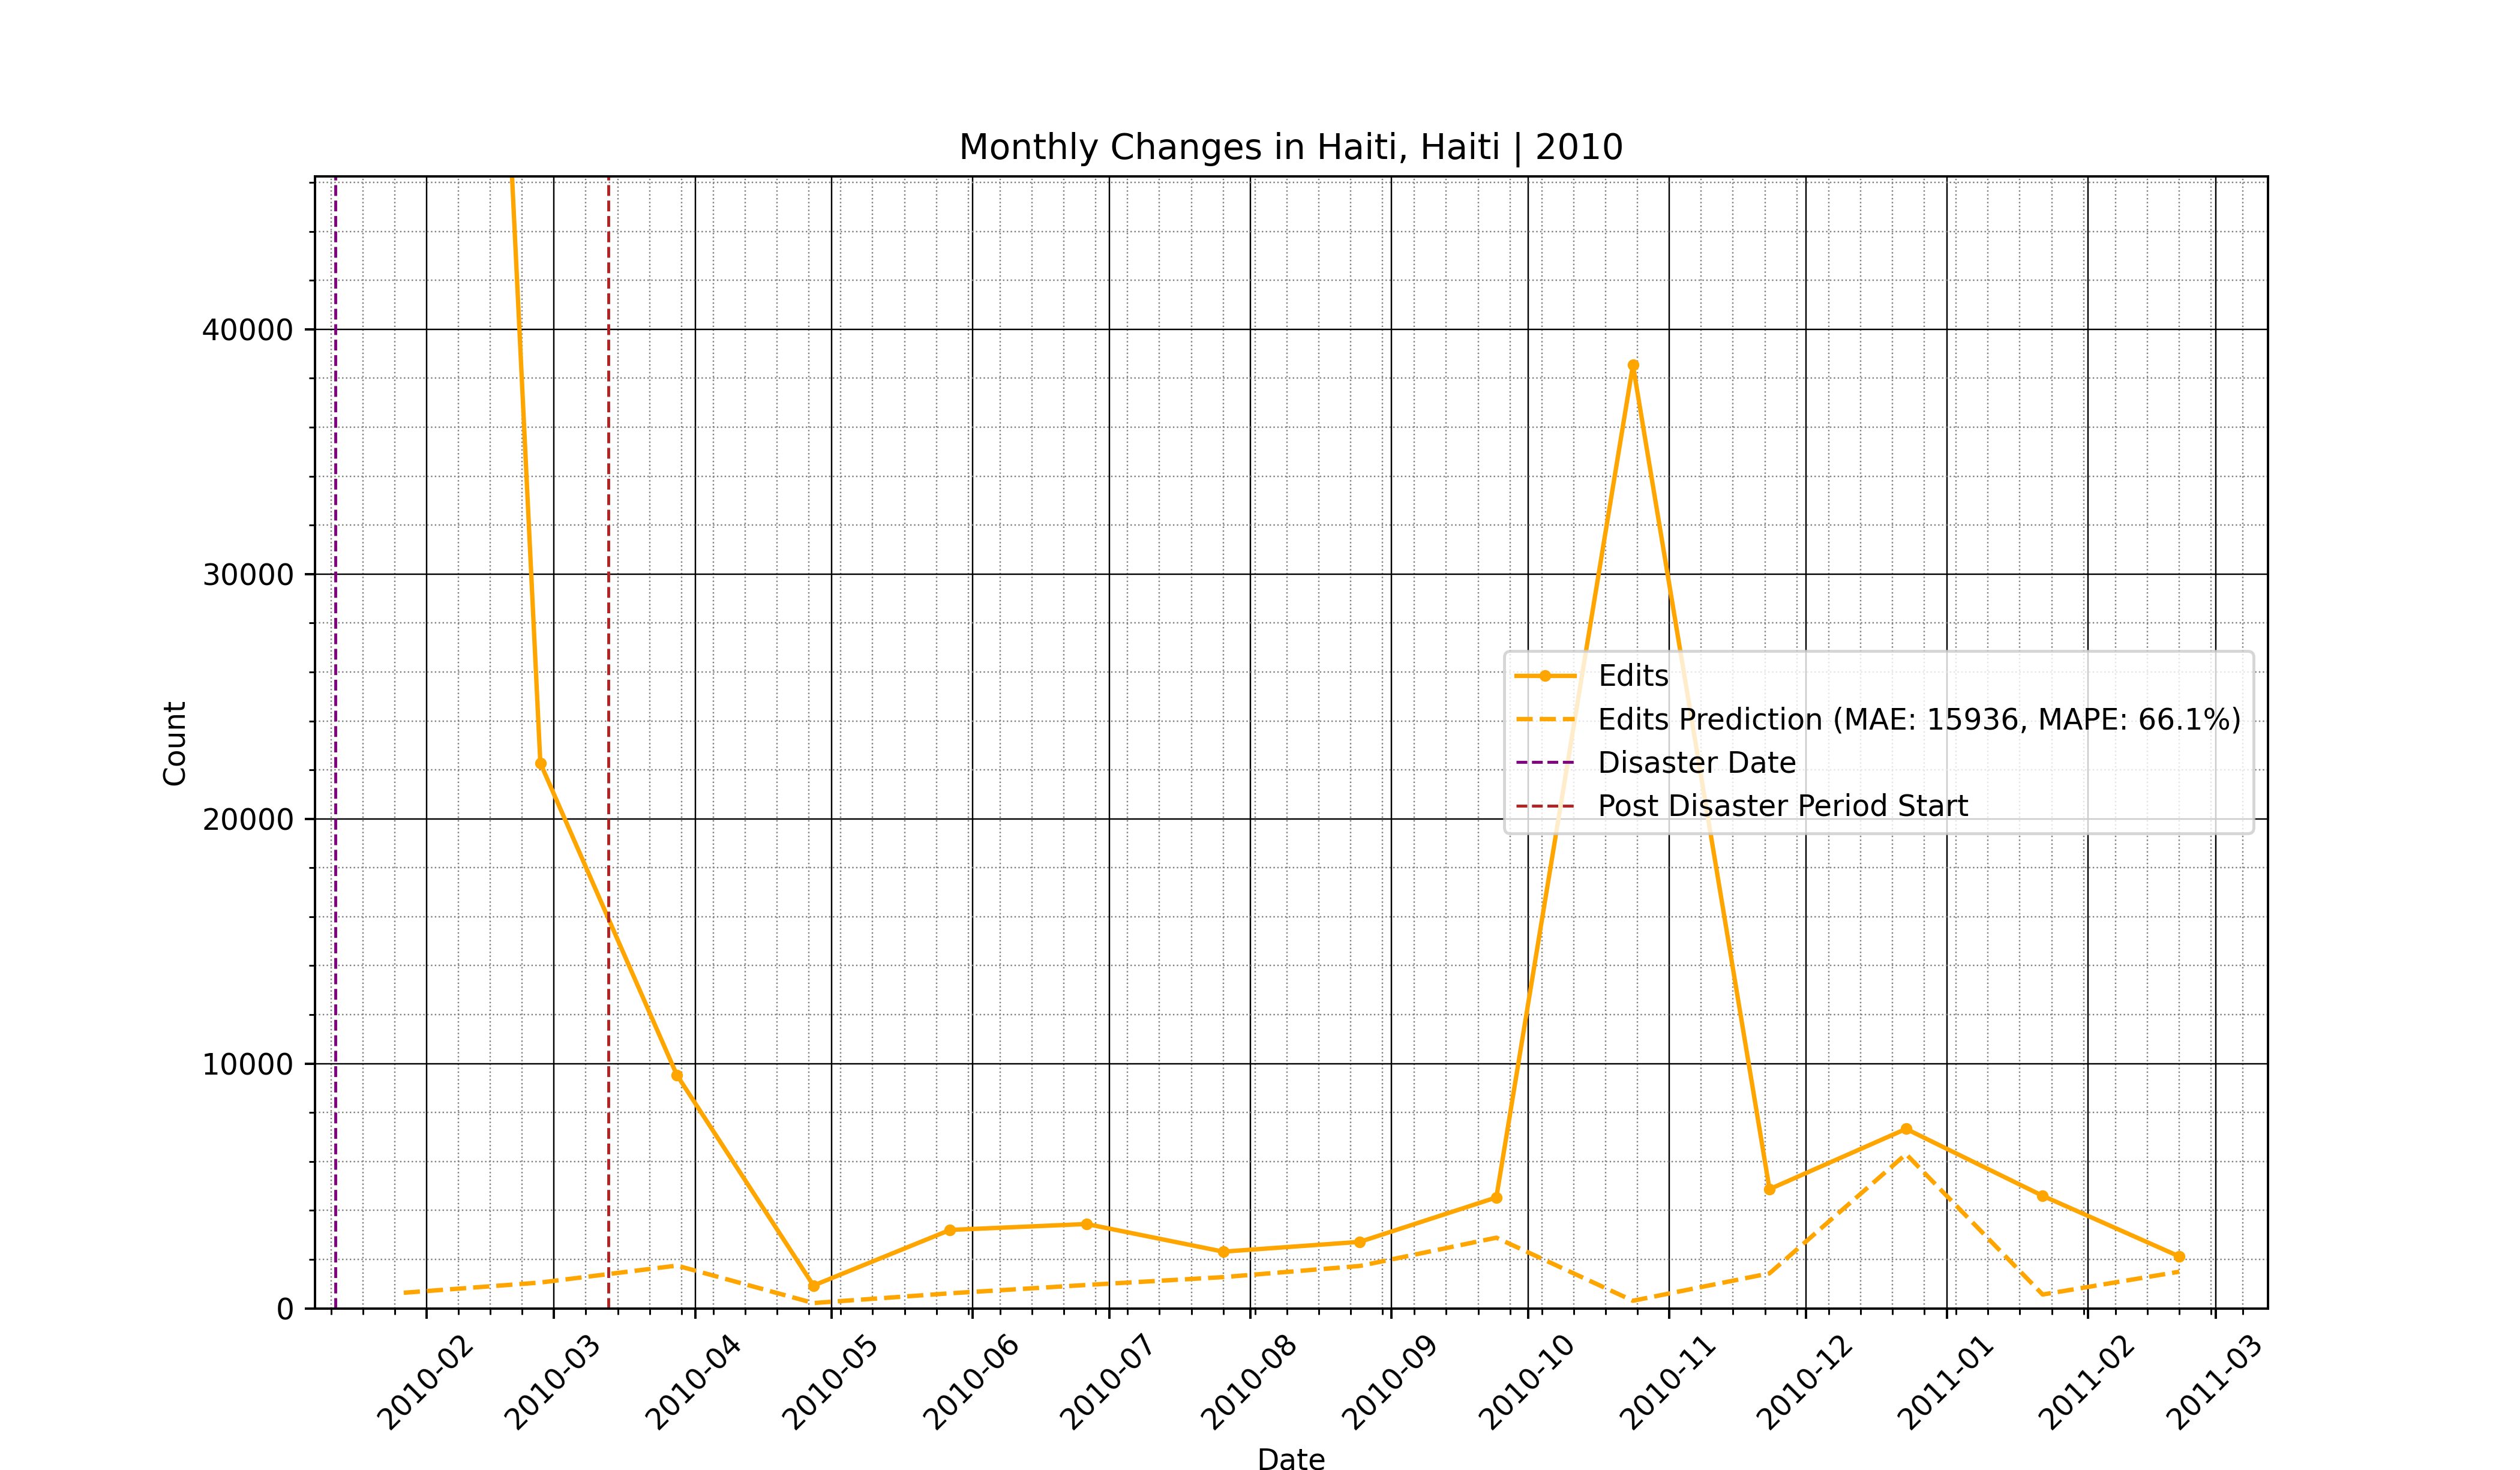 Monthly Changes in Haiti, Haiti | 2010
Count
40000
30000
20000
10000
0
Edits
Edits Prediction (MAE: 15936, MAPE: 66.1%)
Disaster Date
Post Disaster Period Start
2010-02
2010-03
2010-04
2010-05
2010-06
2010-07
2010-08
2010-09
2010-10
2010-11
2010-12
2011-01
2011-02
2011-03
Date